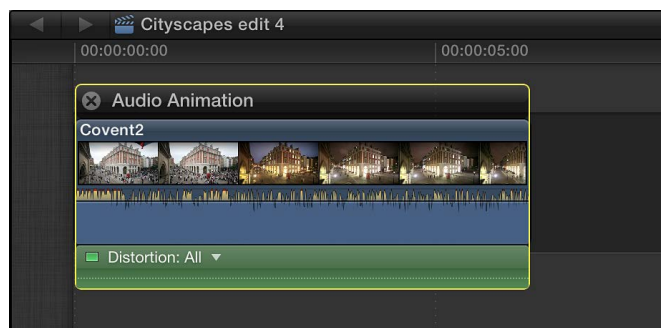 Cityscapes edit 4
00:00:00:00 00:00:05:00
Audio Animation
Covent2
Distortion: All